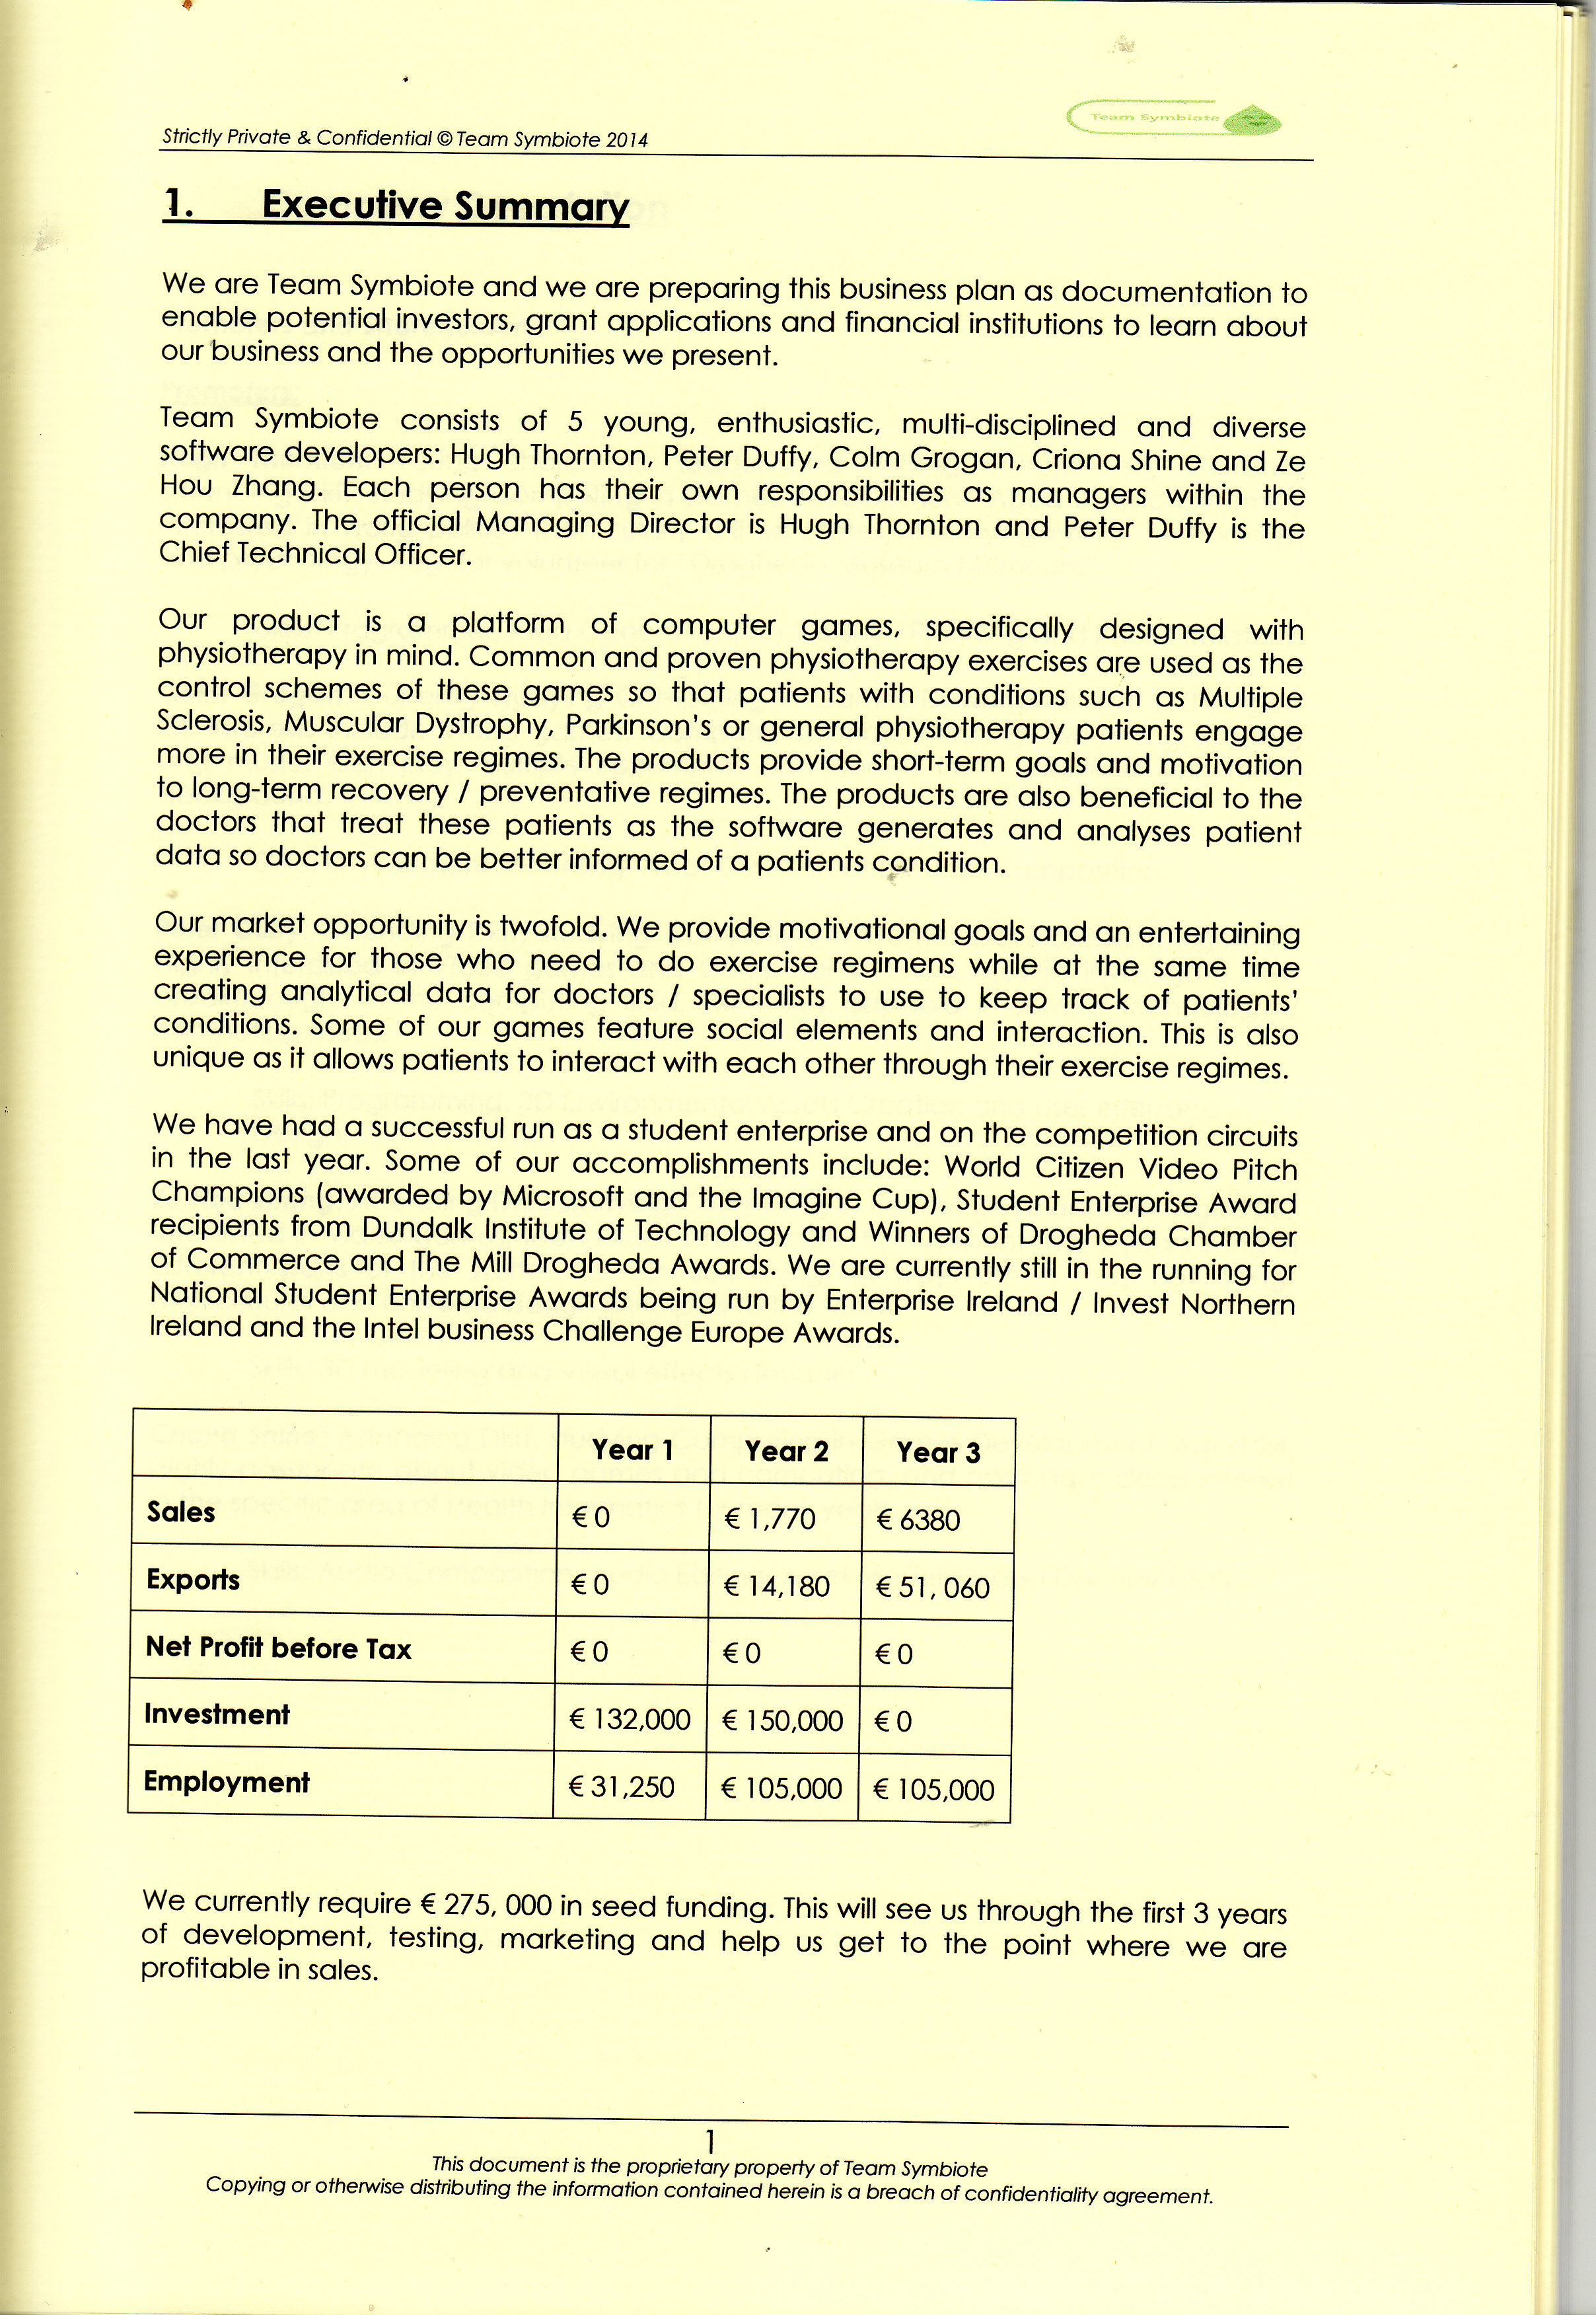 Team Symbiote
Strictly Private & Confidential © Team Symbiote 2014
1. Executive Summary
We are Team Symbiote and we are preparing this business plan as documentation to
enable potential investors, grant applications and financial institutions to learn about
our business and the opportunities we present.
Team Symbiote consists of 5 young, enthusiastic, multi-disciplined and diverse
software developers: Hugh Thornton, Peter Duffy, Colm Grogan, Criona Shine and Ze
Hou Zhang. Each person has their own responsibilities as managers within the
company. The official Managing Director is Hugh Thornton and Peter Duffy is the
Chief Technical Officer.
Our product is a platform of computer games, specifically designed with
physiotherapy in mind. Common and proven physiotherapy exercises are used as the
control schemes of these games so that patients with conditions such as Multiple
Sclerosis, Muscular Dystrophy, Parkinson's or general physiotherapy patients engage
more in their exercise regimes. The products provide short-term goals and motivation
to long-term recovery / preventative regimes. The products are also beneficial to the
doctors that treat these patients as the software generates and analyses patient
data so doctors can be better informed of a patients condition.
Our market opportunity is twofold. We provide motivational goals and an entertaining
experience for those who need to do exercise regimens while at the same time
creating analytical data for doctors / specialists to use to keep track of patients'
conditions. Some of our games feature social elements and interaction. This is also
unique as it allows patients to interact with each other through their exercise regimes.
We have had a successful run as a student enterprise and on the competition circuits
in the last year. Some of our accomplishments include: World Citizen Video Pitch
Champions (awarded by Microsoft and the Imagine Cup), Student Enterprise Award
recipients from Dundalk Institute of Technology and Winners of Drogheda Chamber
of Commerce and The Mill Drogheda Awards. We are currently still in the running for
National Student Enterprise Awards being run by Enterprise Ireland / Invest Northern
Ireland and the Intel business Challenge Europe Awards.
Year 1 Year 2 Year 3
Sales € 0 € 1,770 € 6380
Exports € 0 € 14,180 € 51, 060
Net Profit before Tax € 0 € 0 € 0
Investment € 132,000 € 150,000 € 0
Employment € 31,250 € 105,000 € 105,000
We currently require € 275, 000 in seed funding. This will see us through the first 3 years
of development, testing, marketing and help us get to the point where we are
profitable in sales.
1
This document is the proprietary property of Team Symbiote
Copying or otherwise distributing the information contained herein is a breach of confidentiality agreement.